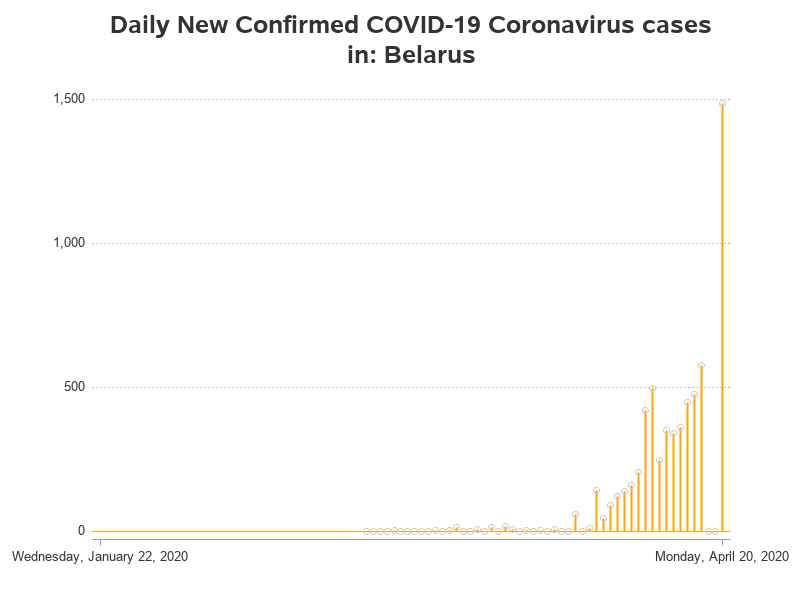 Daily New Confirmed COVID-19 Coronavirus cases
in: Belarus
1,500
1,000
500
0
Wednesday, January 22, 2020
Monday, April 20, 2020